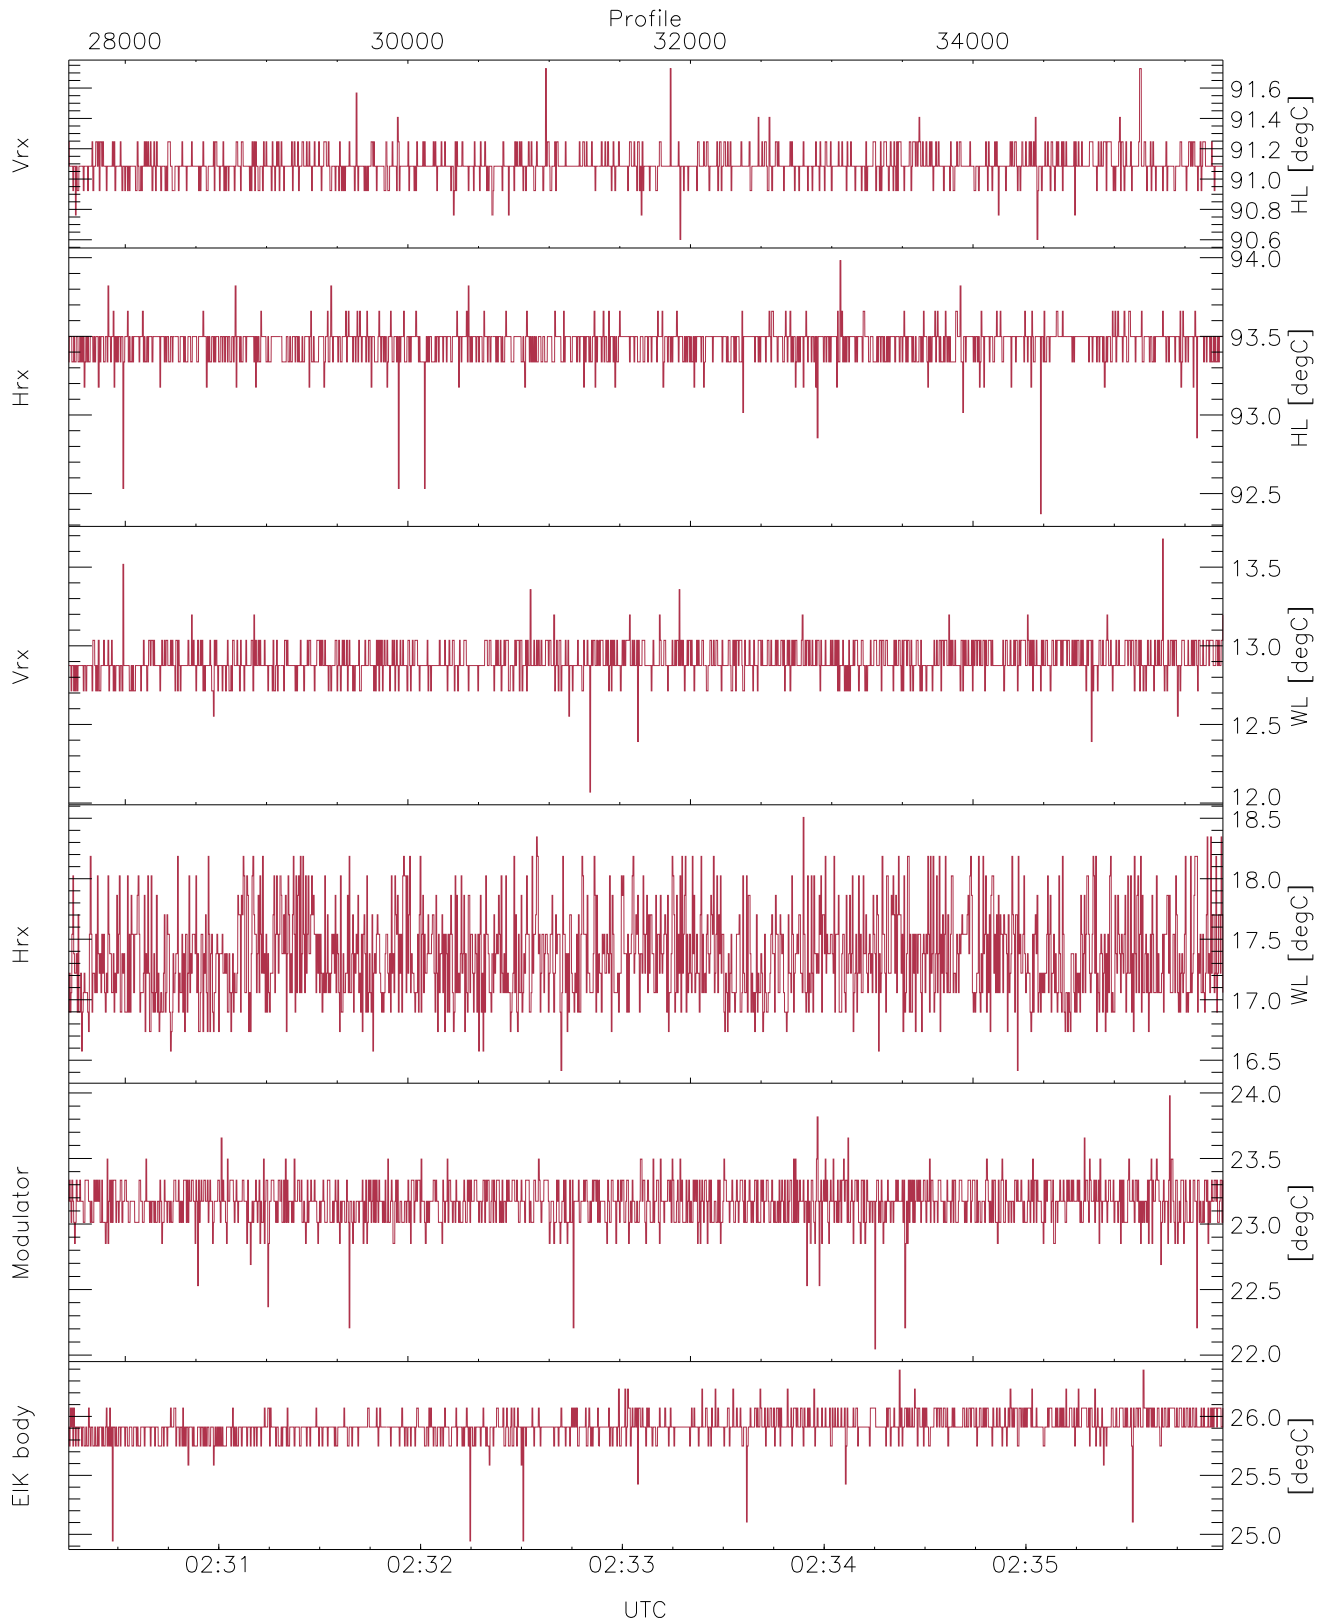 Profile
28000 30000 32000 34000
Vrx
91.6
91.4
91.2
91.0
90.8
90.6
HL [degC]
Hrx
94.0
93.5
93.0
92.5
HL [degC]
Vrx
13.5
13.0
12.5
12.0
WL [degC]
Hrx
18.5
18.0
17.5
17.0
16.5
WL [degC]
Modulator
24.0
23.5
23.0
22.5
22.0
[degC]
EIK body
26.0
25.5
25.0
[degC]
02:31 02:32 02:33 02:34 02:35
UTC